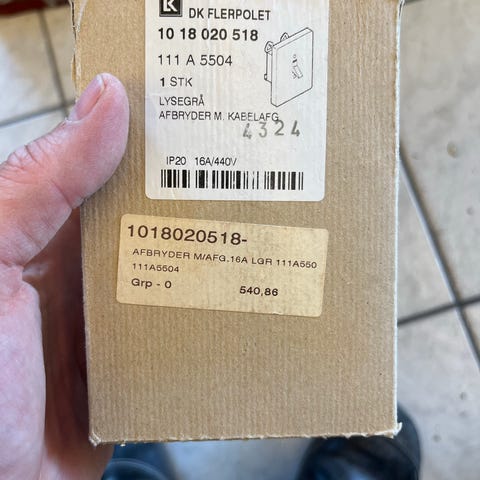 K
DK FLERPOLET
10 18 020 518
111 A 5504
1 STK
LYSEGRÅ
AFBRYDER M. KABELAFG
4324
IP20 16A/440V
1018020518-
AFBRYDER M/AFG.16A LGR 111A550
111A5504
Grp - 0 540,86